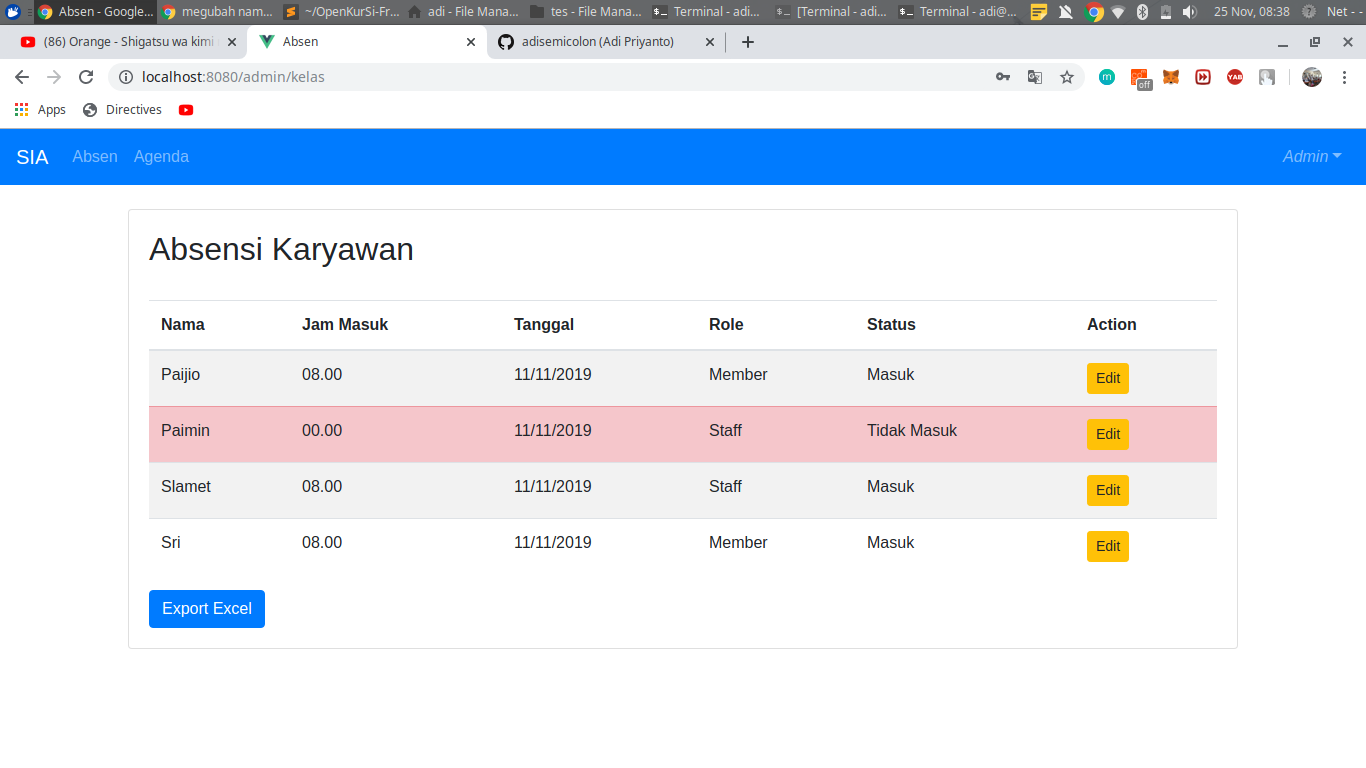 Absen - Google... megubah nam... ~/OpenKurSi-Fr... adi - File Mana... tes - File Mana... Terminal - adi... [Terminal - adi... Terminal - adi@... 25 Nov, 08:38 Net - -
(86) Orange - Shigatsu wa kimi Absen adisemicolon (Adi Priyanto)
localhost:8080/admin/kelas m off YAB
Apps Directives
SIA Absen Agenda Admin
Absensi Karyawan
Nama Jam Masuk Tanggal Role Status Action
Paijio 08.00 11/11/2019 Member Masuk Edit
Paimin 00.00 11/11/2019 Staff Tidak Masuk Edit
Slamet 08.00 11/11/2019 Staff Masuk Edit
Sri 08.00 11/11/2019 Member Masuk Edit
Export Excel